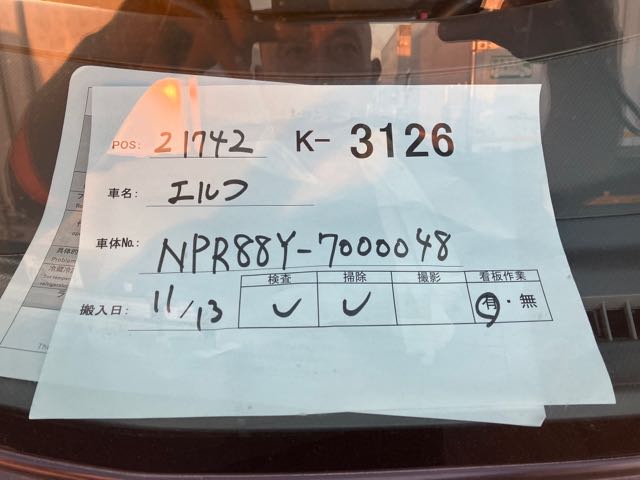 POS: 21742 K- 3126
車名: エルフ
車体No.: NPR88Y-7000048
検査 掃除 撮影 看板作業
搬入日: 11/13 ✓ ✓ 有・無